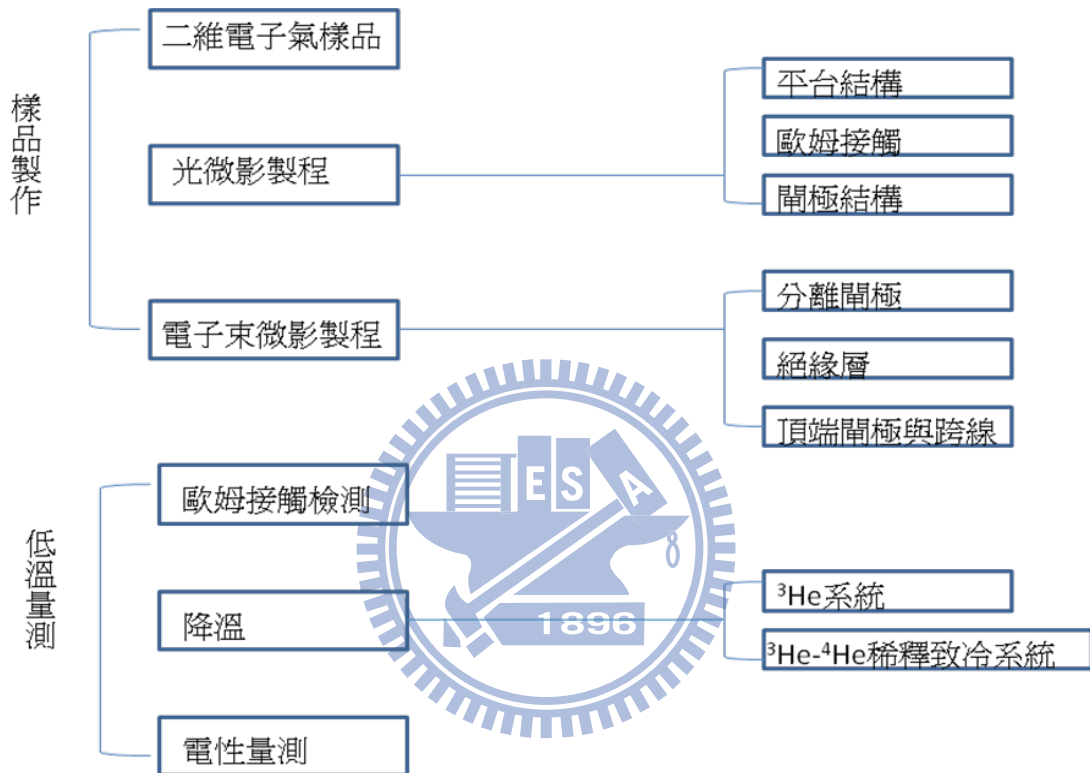 樣品製作
二維電子氣樣品
光微影製程
平台結構
歐姆接觸
閘極結構
電子束微影製程
分離閘極
絕緣層
頂端閘極與跨線
低溫量測
歐姆接觸檢測
降溫
³He系統
³He-⁴He稀釋致冷系統
電性量測
ESA
1896